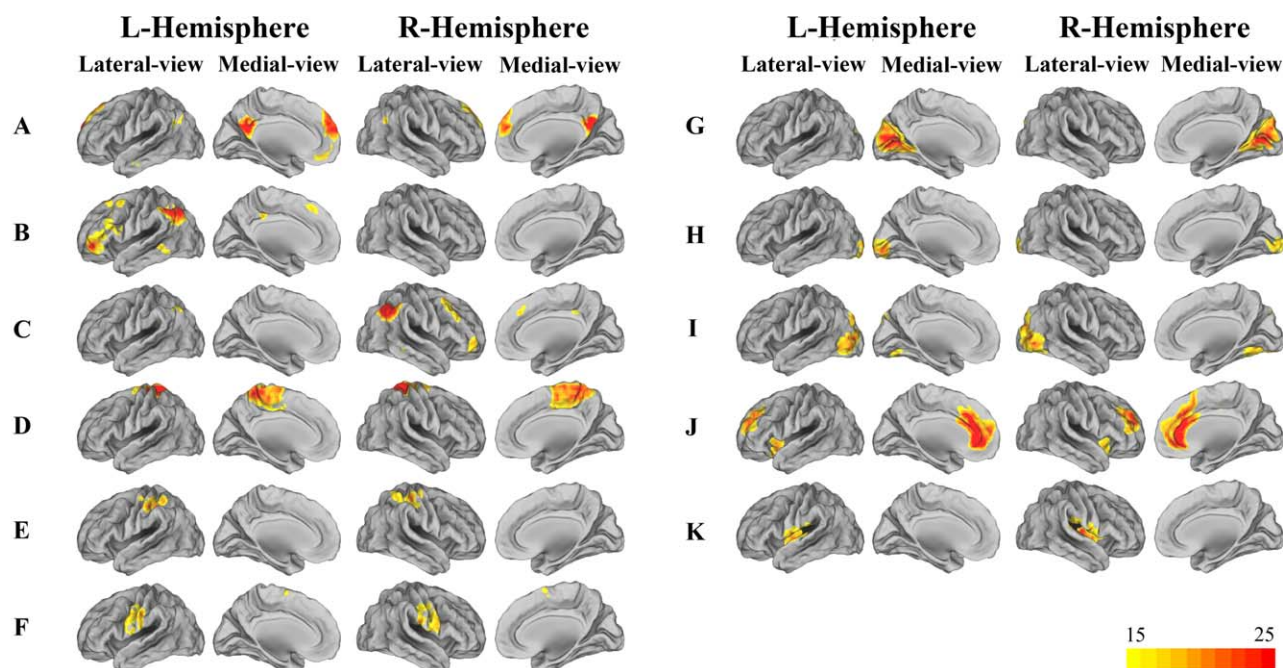 L-Hemisphere R-Hemisphere
Lateral-view Medial-view Lateral-view Medial-view
A
B
C
D
E
F
L-Hemisphere R-Hemisphere
Lateral-view Medial-view Lateral-view Medial-view
G
H
I
J
K
15 25